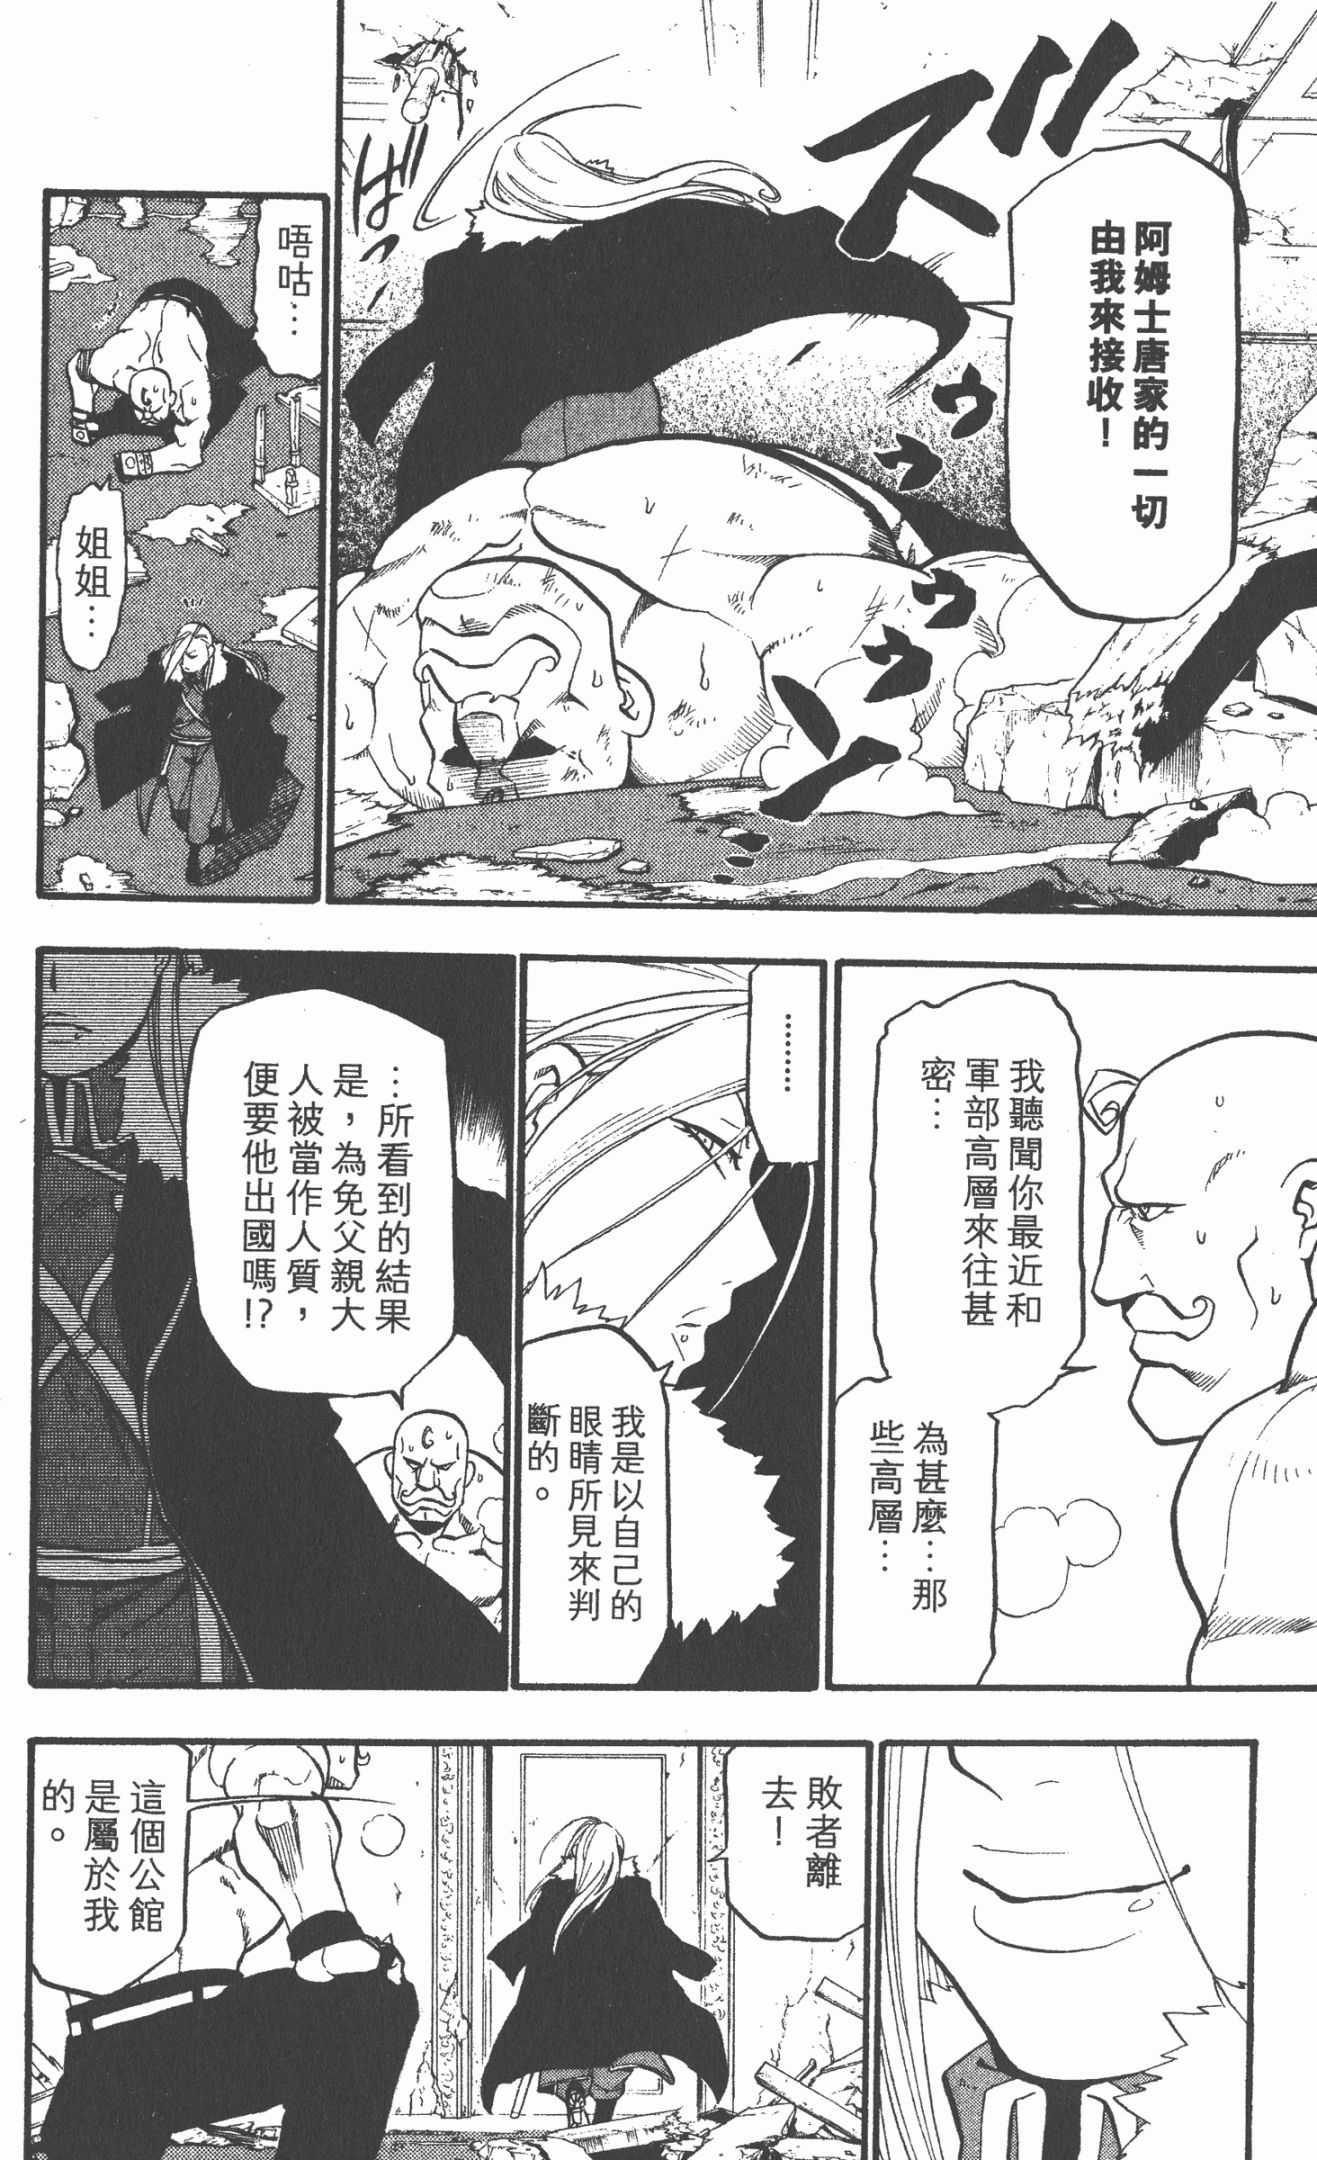 ズズ
ばっ
ゥゥゥゥン
阿姆士唐家的一切
由我來接收！
唔咕…
姐姐…
我聽聞你最近和
軍部高層來往甚
密…
為甚麼…那
些高層…
………
我是以自己的
眼睛所見來判
斷的。
…所看到的結果
是，為免父親大
人被當作人質，
便要他出國嗎!?
敗者離
去！
這個公館
是屬於我
的。